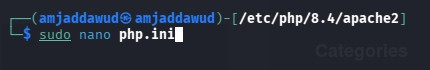 ┌──(amjaddawud㉿amjaddawud)-[/etc/php/8.4/apache2]
└─$ sudo nano php.ini
Categories